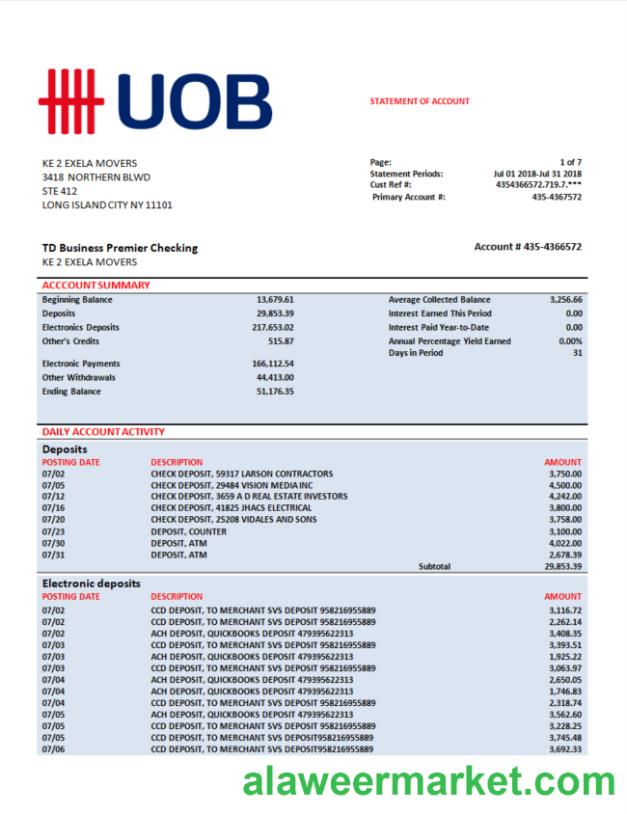 UOB
STATEMENT OF ACCOUNT
KE 2 EXELA MOVERS
3418 NORTHERN BLWD
STE 412
LONG ISLAND CITY NY 11101
Page: 1 of 7
Statement Periods: Jul 01 2018-Jul 31 2018
Cust Ref #: 4354366572.719.7.***
Primary Account #: 435-4367572
TD Business Premier Checking
KE 2 EXELA MOVERS
Account # 435-4366572
ACCCOUNT SUMMARY
Beginning Balance 13,679.61 Average Collected Balance 3,256.66
Deposits 29,853.39 Interest Earned This Period 0.00
Electronics Deposits 217,653.02 Interest Paid Year-to-Date 0.00
Other's Credits 515.87 Annual Percentage Yield Earned 0.00%
Days in Period 31
Electronic Payments 166,112.54
Other Withdrawals 44,413.00
Ending Balance 51,176.35
DAILY ACCOUNT ACTIVITY
Deposits
POSTING DATE DESCRIPTION AMOUNT
07/02 CHECK DEPOSIT, 59317 LARSON CONTRACTORS 3,750.00
07/05 CHECK DEPOSIT, 29484 VISION MEDIA INC 4,500.00
07/12 CHECK DEPOSIT, 3659 A D REAL ESTATE INVESTORS 4,242.00
07/16 CHECK DEPOSIT, 41825 JHACS ELECTRICAL 3,800.00
07/20 CHECK DEPOSIT, 25208 VIDALES AND SONS 3,758.00
07/23 DEPOSIT, COUNTER 3,100.00
07/30 DEPOSIT, ATM 4,022.00
07/31 DEPOSIT, ATM 2,678.39
Subtotal 29,853.39
Electronic deposits
POSTING DATE DESCRIPTION AMOUNT
07/02 CCD DEPOSIT, TO MERCHANT SVS DEPOSIT 958216955889 3,116.72
07/02 CCD DEPOSIT, TO MERCHANT SVS DEPOSIT 958216955889 2,262.14
07/02 ACH DEPOSIT, QUICKBOOKS DEPOSIT 479395622313 3,408.35
07/03 CCD DEPOSIT, TO MERCHANT SVS DEPOSIT 958216955889 3,393.51
07/03 ACH DEPOSIT, QUICKBOOKS DEPOSIT 479395622313 1,925.22
07/03 CCD DEPOSIT, TO MERCHANT SVS DEPOSIT 958216955889 3,063.97
07/04 ACH DEPOSIT, QUICKBOOKS DEPOSIT 479395622313 2,650.05
07/04 ACH DEPOSIT, QUICKBOOKS DEPOSIT 479395622313 1,746.83
07/04 CCD DEPOSIT, TO MERCHANT SVS DEPOSIT 958216955889 2,318.74
07/05 ACH DEPOSIT, QUICKBOOKS DEPOSIT 479395622313 3,562.60
07/05 CCD DEPOSIT, TO MERCHANT SVS DEPOSIT 958216955889 3,228.25
07/05 CCD DEPOSIT, TO MERCHANT SVS DEPOSIT958216955889 3,745.48
07/06 CCD DEPOSIT, TO MERCHANT SVS DEPOSIT958216955889 3,692.33
alaweermarket.com